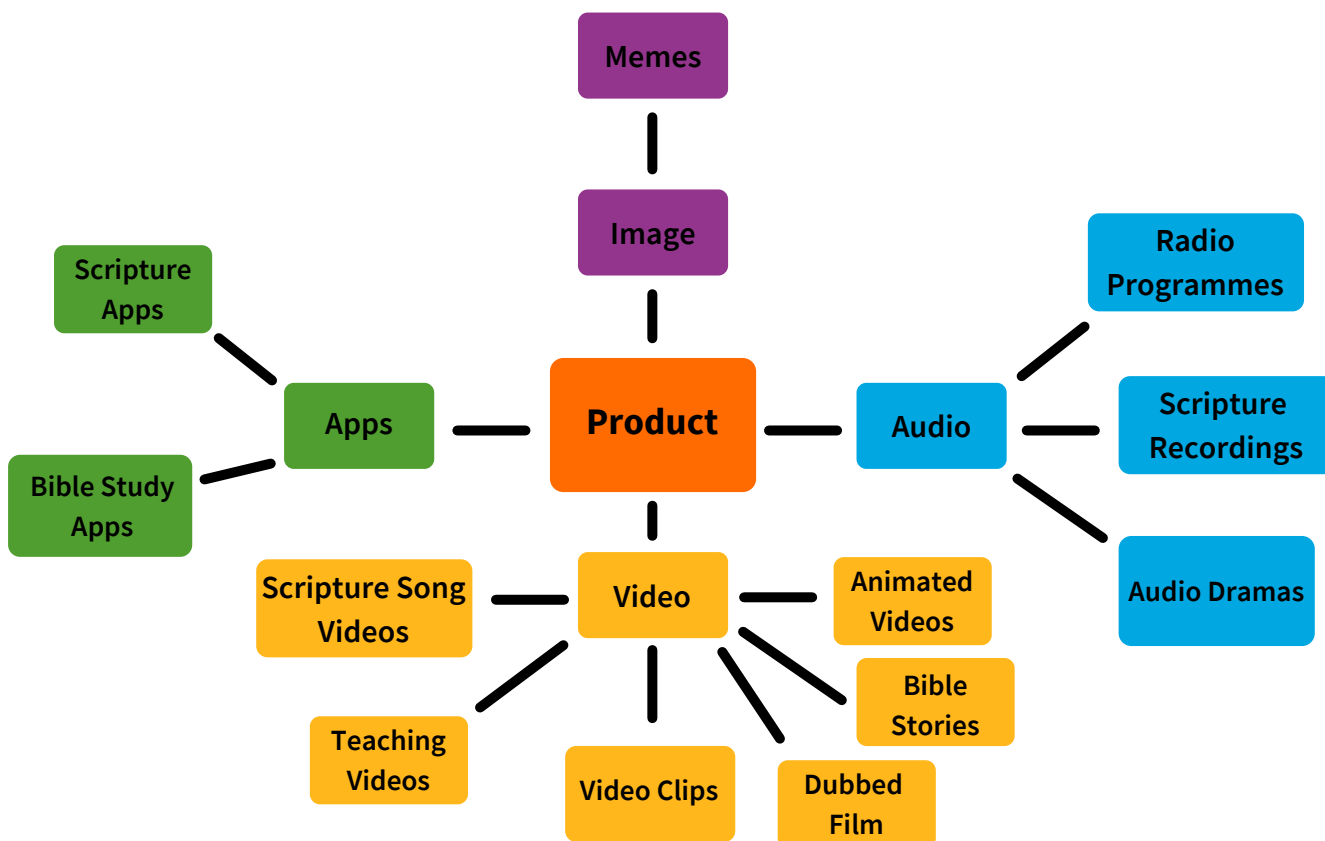 Memes
Image
Radio
Programmes
Scripture
Apps
Scripture
Recordings
Product
Apps
Audio
Bible Study
Apps
Audio Dramas
Scripture Song
Videos
Video
Animated
Videos
Bible
Stories
Teaching
Videos
Video Clips
Dubbed
Film